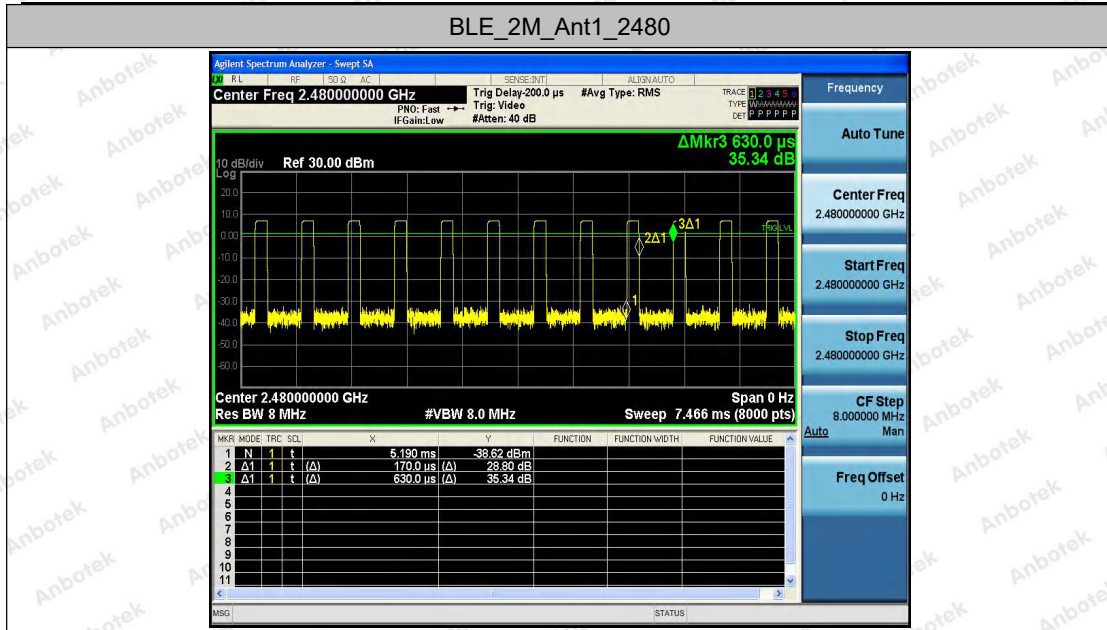 BLE_2M_Ant1_2480
Agilent Spectrum Analyzer - Swept SA
LXI RL RF 50 Ω AC SENSE:INT ALIGNAUTO
Center Freq 2.480000000 GHz
PNO: Fast
IFGain:Low
Trig Delay-200.0 µs
Trig: Video
#Atten: 40 dB
#Avg Type: RMS
TRACE 1 2 3 4 5 6
TYPE WWWWWW
DET P P P P P P
ΔMkr3 630.0 µs
35.34 dB
10 dB/div Ref 30.00 dBm
Log
20.0
10.0
0.00
-10.0
-20.0
-30.0
-40.0
-50.0
-60.0
TRIG LVL
3Δ1
2Δ1
1
Center 2.480000000 GHz Span 0 Hz
Res BW 8 MHz #VBW 8.0 MHz Sweep 7.466 ms (8000 pts)
MKR MODE TRC SCL X Y FUNCTION FUNCTION WIDTH FUNCTION VALUE
1 N 1 t 5.190 ms -38.62 dBm
2 Δ1 1 t (Δ) 170.0 µs (Δ) 28.80 dB
3 Δ1 1 t (Δ) 630.0 µs (Δ) 35.34 dB
4
5
6
7
8
9
10
11
MSG STATUS
Frequency
Auto Tune
Center Freq
2.480000000 GHz
Start Freq
2.480000000 GHz
Stop Freq
2.480000000 GHz
CF Step
8.000000 MHz
Auto Man
Freq Offset
0 Hz
Anbotek